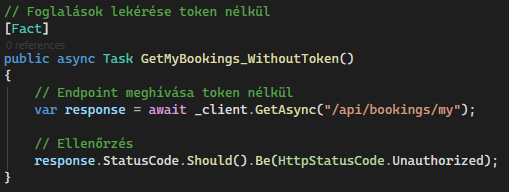 // Foglalások lekérése token nélkül
[Fact]
0 references
public async Task GetMyBookings_WithoutToken()
{
// Endpoint meghívása token nélkül
var response = await _client.GetAsync("/api/bookings/my");
// Ellenőrzés
response.StatusCode.Should().Be(HttpStatusCode.Unauthorized);
}